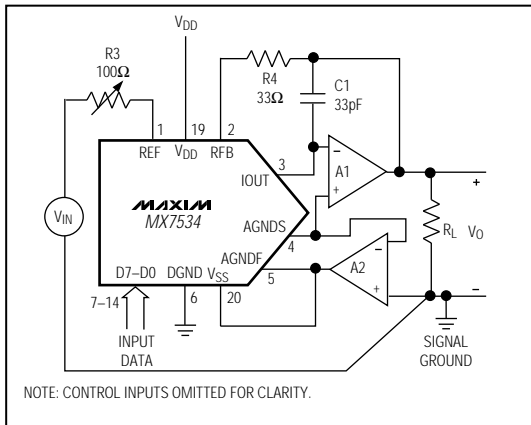 VDD
R3
100Ω
R4
33Ω
C1
33pF
1
19
2
REF
VDD
RFB
3
IOUT
A1
MAXIM
MX7534
VIN
AGNDS
4
AGNDF
5
A2
RL
VO
D7–D0
DGND
VSS
7–14
6
20
INPUT
DATA
SIGNAL
GROUND
NOTE: CONTROL INPUTS OMITTED FOR CLARITY.